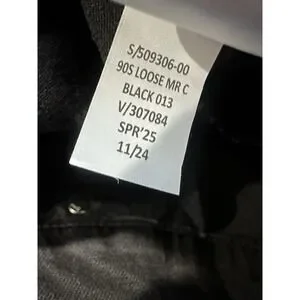 S/509306-00
90S LOOSE MR C
BLACK 013
V/307084
SPR'25
11/24